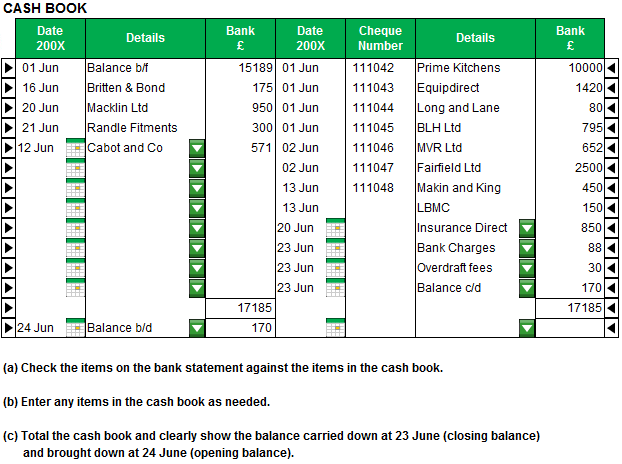 CASH BOOK
Date 200X Details Bank £ Date 200X Cheque Number Details Bank £
01 Jun Balance b/f 15189 01 Jun 111042 Prime Kitchens 10000
16 Jun Britten & Bond 175 01 Jun 111043 Equipdirect 1420
20 Jun Macklin Ltd 950 01 Jun 111044 Long and Lane 80
21 Jun Randle Fitments 300 01 Jun 111045 BLH Ltd 795
12 Jun Cabot and Co 571 02 Jun 111046 MVR Ltd 652
02 Jun 111047 Fairfield Ltd 2500
13 Jun 111048 Makin and King 450
13 Jun LBMC 150
20 Jun Insurance Direct 850
23 Jun Bank Charges 88
23 Jun Overdraft fees 30
23 Jun Balance c/d 170
17185 17185
24 Jun Balance b/d 170
(a) Check the items on the bank statement against the items in the cash book.
(b) Enter any items in the cash book as needed.
(c) Total the cash book and clearly show the balance carried down at 23 June (closing balance)
and brought down at 24 June (opening balance).